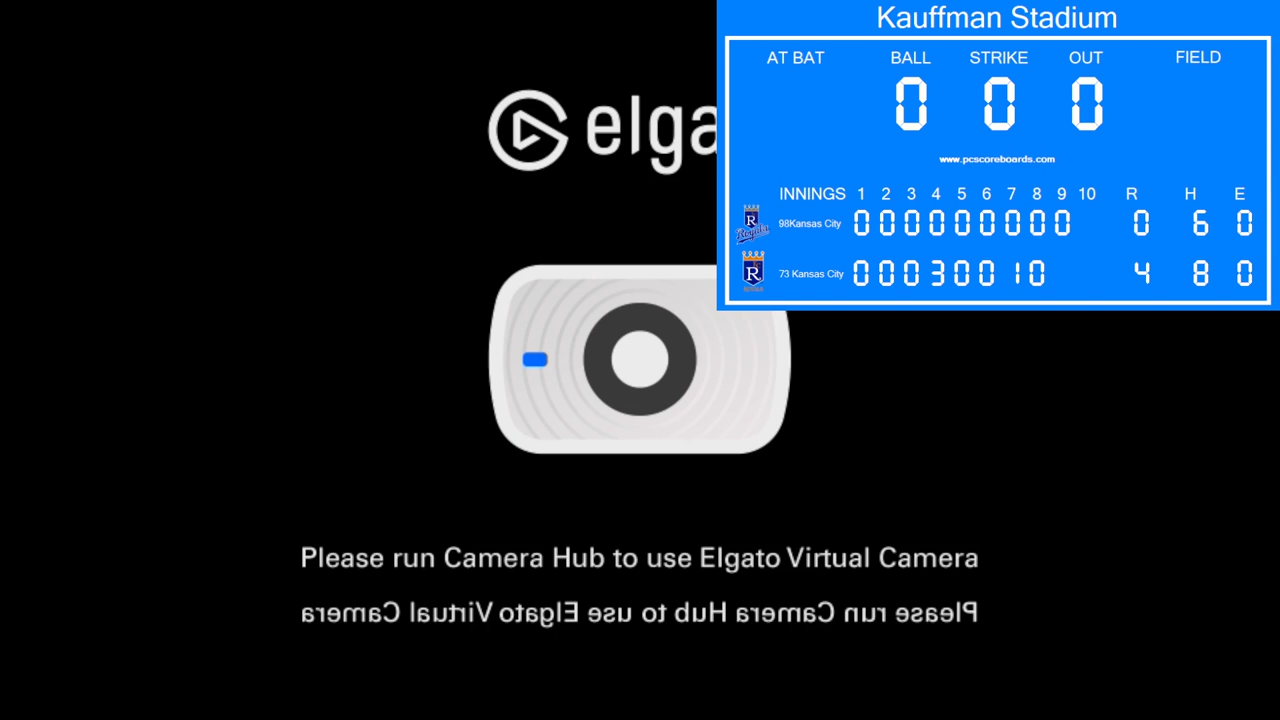 Kauffman Stadium
AT BAT BALL STRIKE OUT FIELD
0 0 0
www.pcscoreboards.com
INNINGS 1 2 3 4 5 6 7 8 9 10 R H E
98Kansas City 0 0 0 0 0 0 0 0 0 0 6 0
73 Kansas City 0 0 0 3 0 0 1 0 4 8 0
elga
Please run Camera Hub to use Elgato Virtual Camera
Please run Camera Hub to use Elgato Virtual Camera